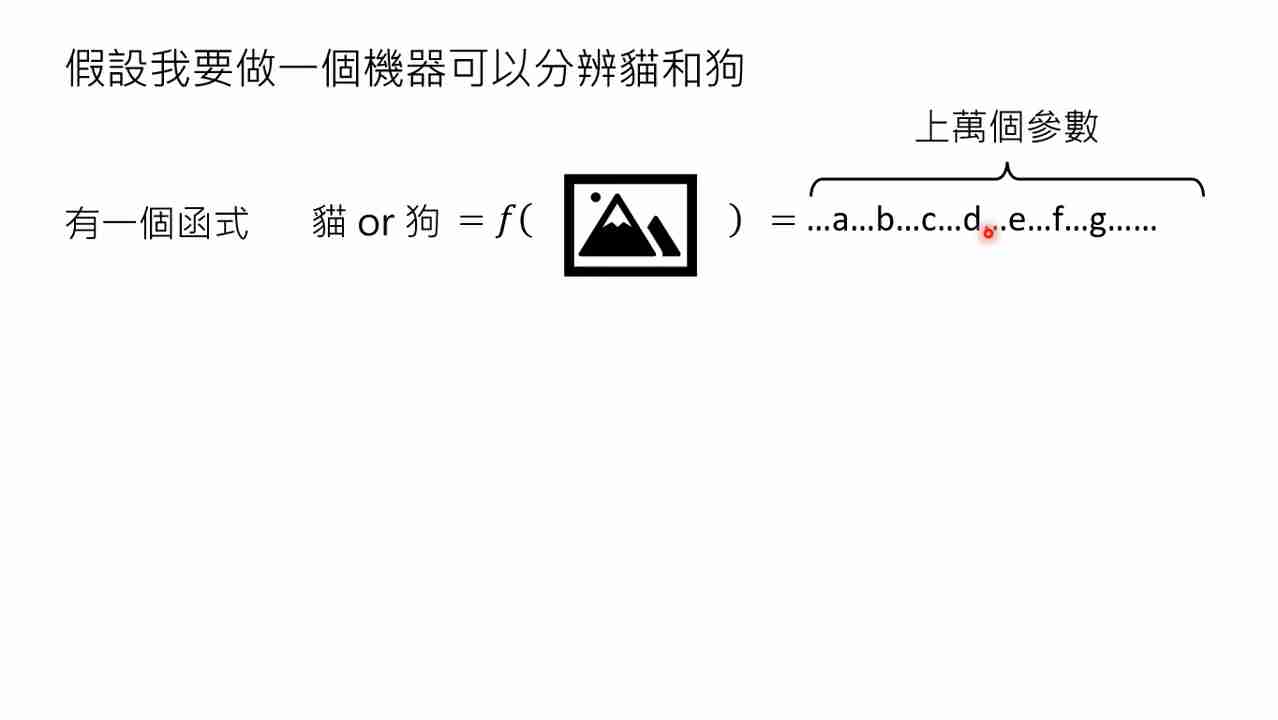 假設我要做一個機器可以分辨貓和狗
上萬個參數
有一個函式 貓 or 狗 = f( ) = …a…b…c…d…e…f…g……